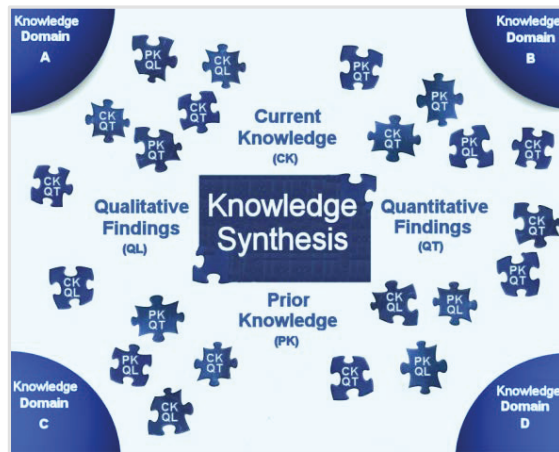 Knowledge
Domain
A
Knowledge
Domain
B
PK
QL
CK
QL
PK
QT
PK
QT
CK
QT
CK
QT
PK
QT
Current
Knowledge
(CK)
CK
QT
PK
QL
CK
QT
CK
QT
Qualitative
Findings
(QL)
Knowledge
Synthesis
Quantitative
Findings
(QT)
CK
QT
CK
QL
PK
QT
Prior
Knowledge
(PK)
CK
QL
PK
QL
PK
QT
PK
QL
CK
QT
CK
QT
PK
QL
CK
QL
Knowledge
Domain
C
Knowledge
Domain
D